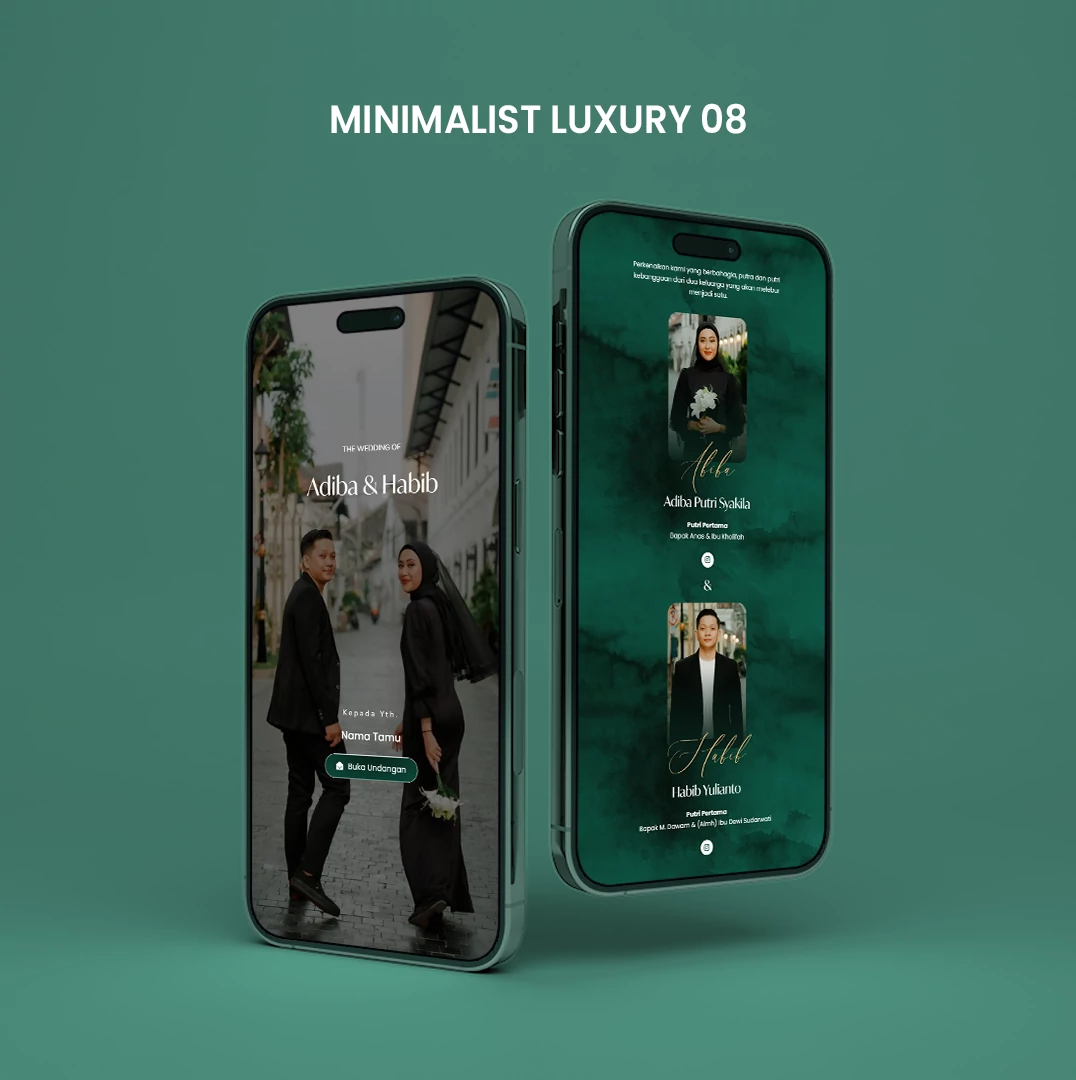 MINIMALIST LUXURY 08
THE WEDDING OF
Adiba & Habib
Kepada Yth.
Nama Tamu
Buka Undangan
Perkenalkan kami yang berbahagia, putra dan putri
kebanggaan dari dua keluarga yang akan melebur
menjadi satu.
Abiba
Adiba Putri Syakila
Putri Pertama
Bapak Anas & Ibu Kholifah
&
Habib
Habib Yulianto
Putri Pertama
Bapak M. Dawam & (Almh) Ibu Dewi Sudarwati